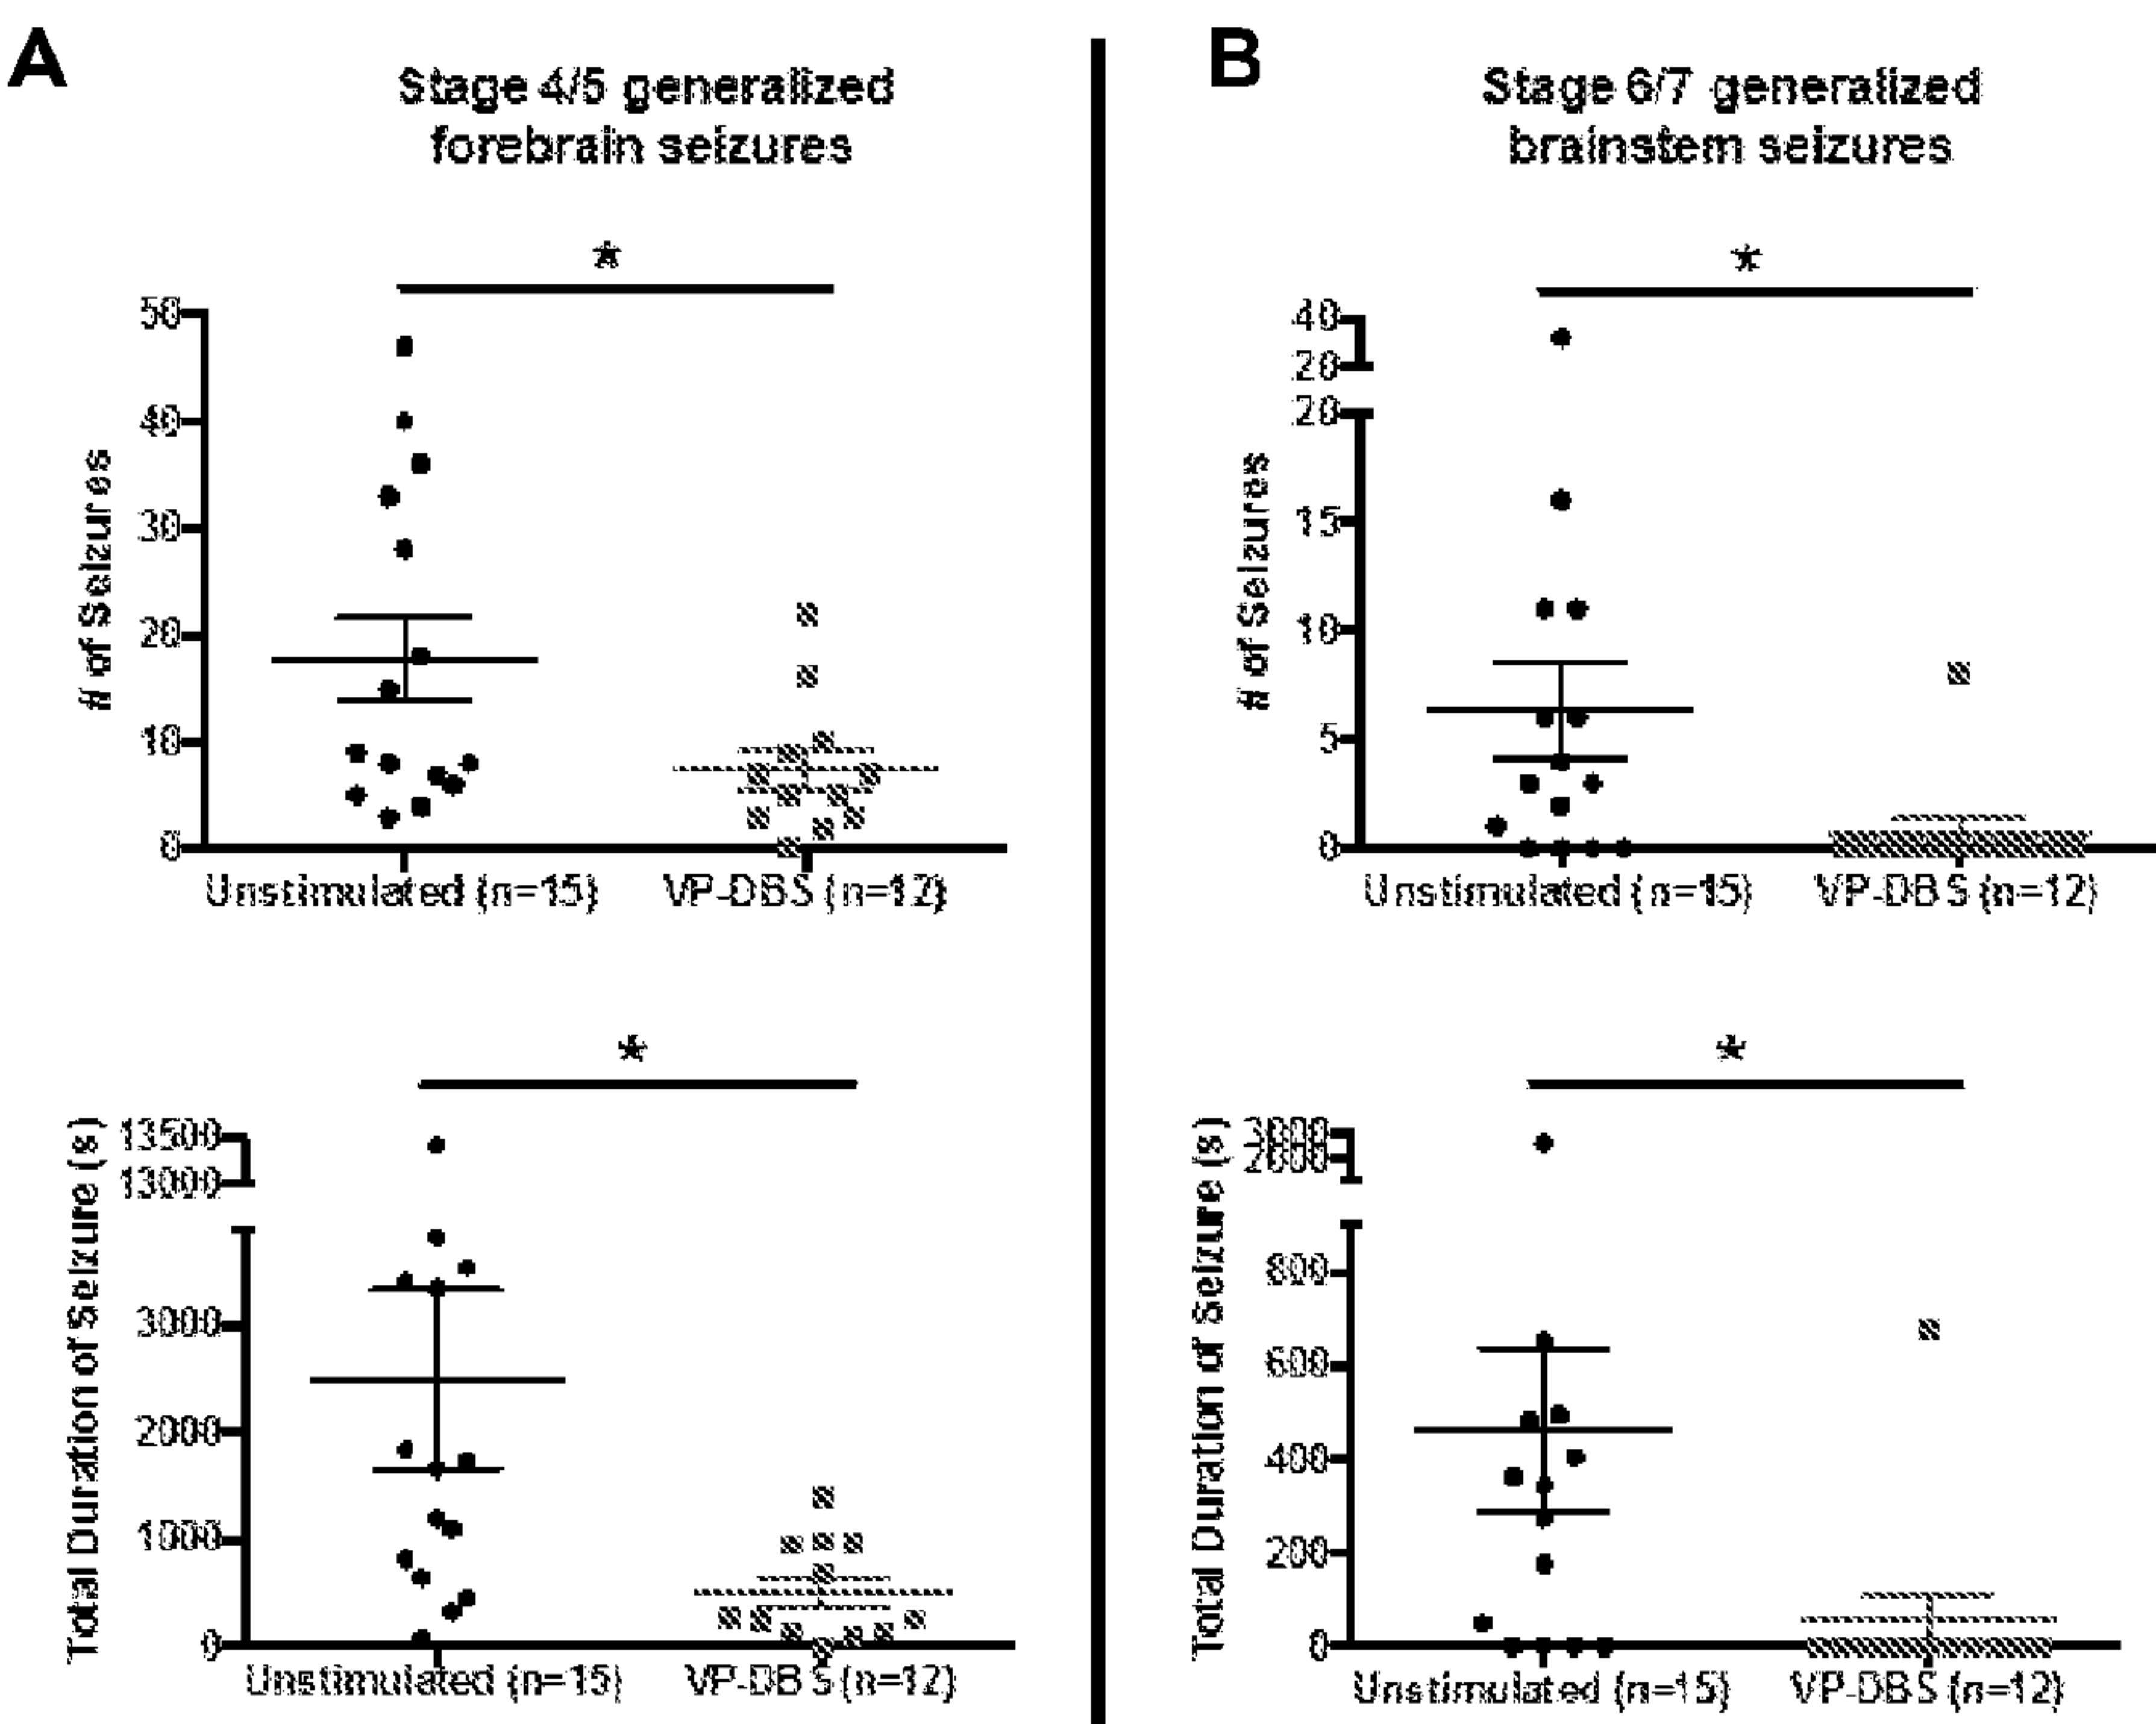 A
Stage 4/5 generalized
forebrain seizures
*
# of Seizures
50
40
30
20
10
0
Unstimulated (n=15)
VP-DBS (n=12)
*
Total Duration of Seizure (s)
13500
13000
3000
2000
1000
0
Unstimulated (n=15)
VP-DBS (n=12)
B
Stage 6/7 generalized
brainstem seizures
*
# of Seizures
40
20
20
15
10
5
0
Unstimulated (n=15)
VP-DBS (n=12)
*
Total Duration of Seizure (s)
3000
2000
800
600
400
200
0
Unstimulated (n=15)
VP-DBS (n=12)